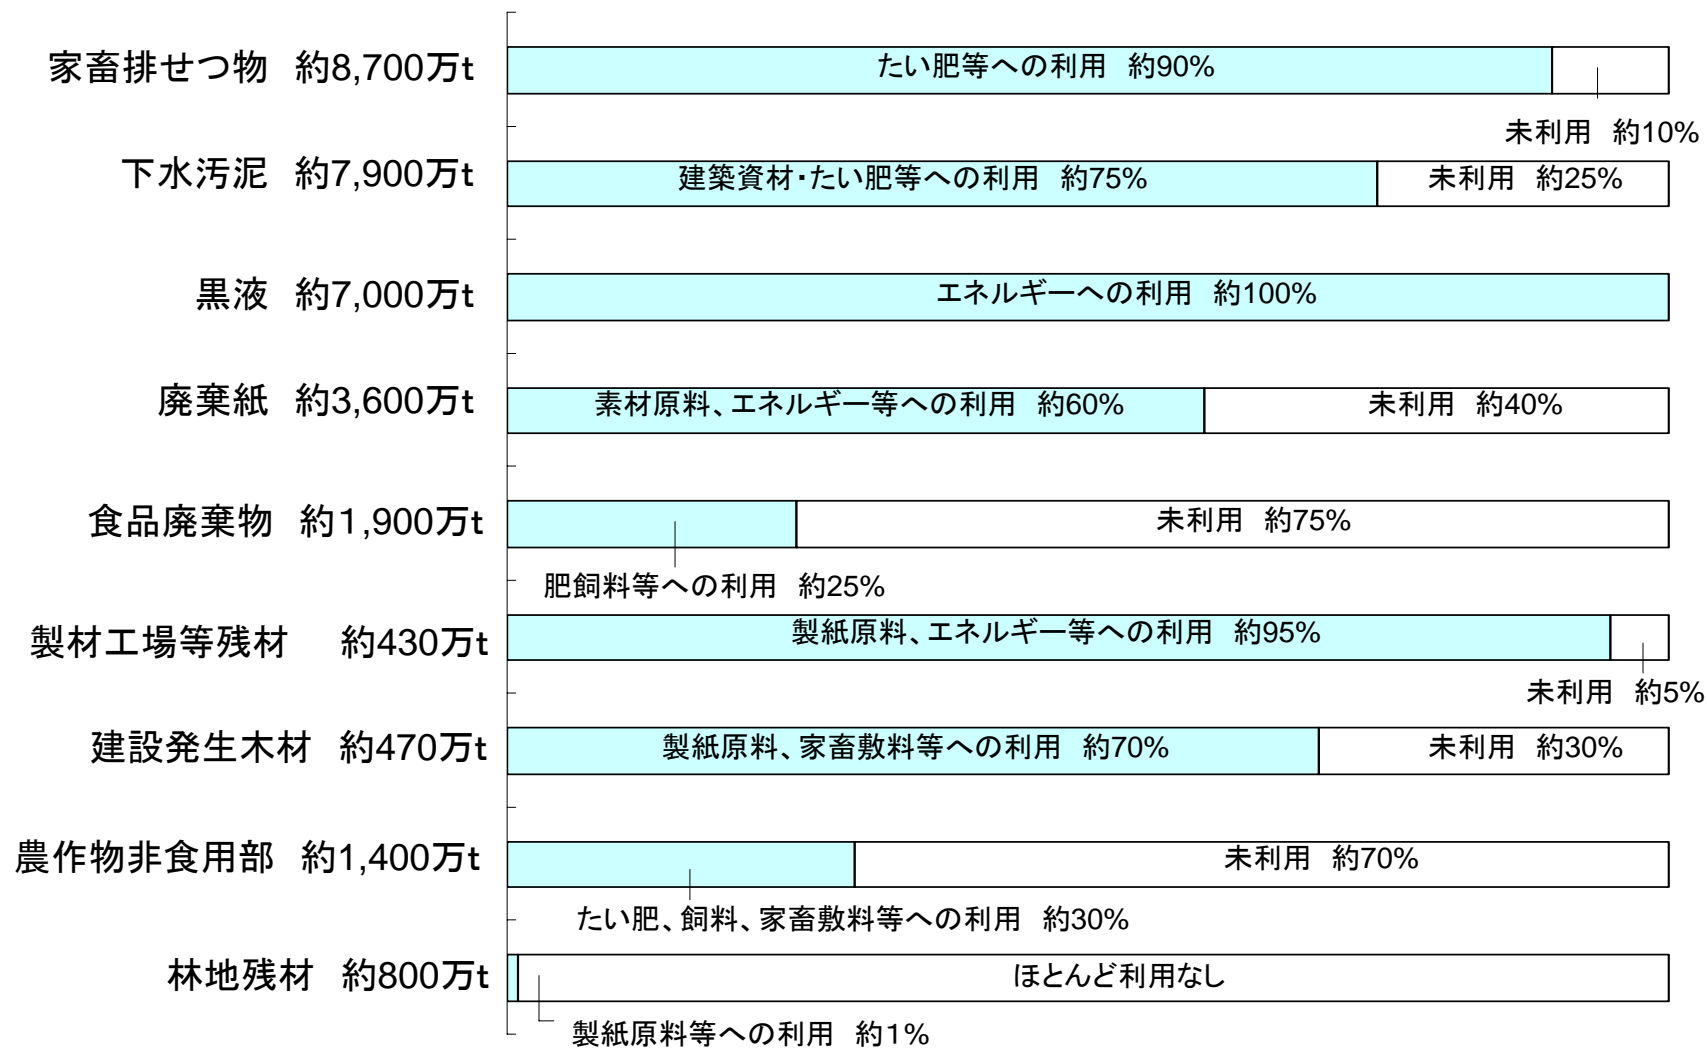 家畜排せつ物　約8,700万t
たい肥等への利用　約90%
未利用　約10%
下水汚泥　約7,900万t
建築資材・たい肥等への利用　約75%
未利用　約25%
黒液　約7,000万t
エネルギーへの利用　約100%
廃棄紙　約3,600万t
素材原料、エネルギー等への利用　約60%
未利用　約40%
食品廃棄物　約１,900万t
未利用　約75%
肥飼料等への利用　約25%
製材工場等残材　　約430万t
製紙原料、エネルギー等への利用　約95%
未利用　約5%
建設発生木材　約470万t
製紙原料、家畜敷料等への利用　約70%
未利用　約30%
農作物非食用部　約1,400万t
未利用　約70%
たい肥、飼料、家畜敷料等への利用　約30%
林地残材　約800万t
ほとんど利用なし
製紙原料等への利用　約１%